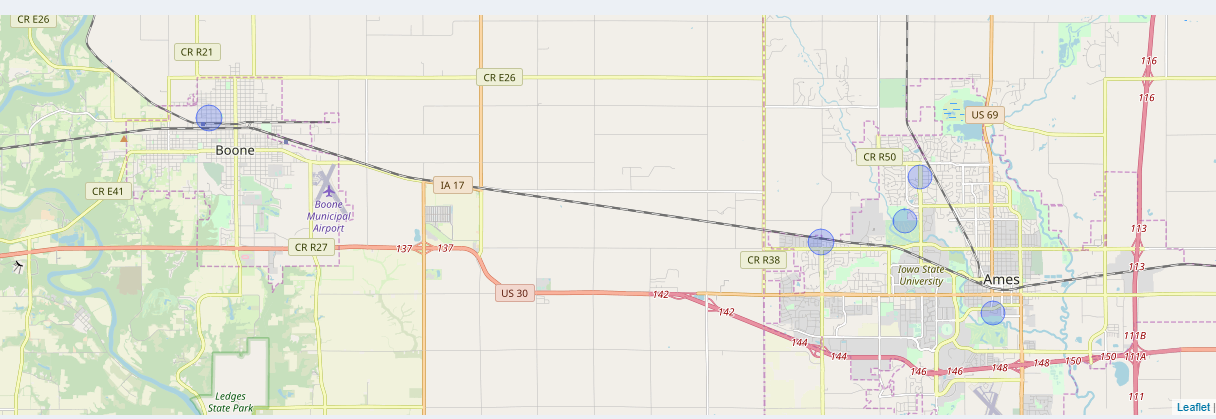 CR E26
CR R21
CR E26
116
116
US 69
Boone
CR R50
IA 17
CR E41
Boone
Municipal
Airport
113
CR R27
137
137
CR R38
113
Iowa State
University
Ames
US 30
142
142
111B
144
144
150
150
111A
148
148
146
146
Ledges
State Park
111
Leaflet |